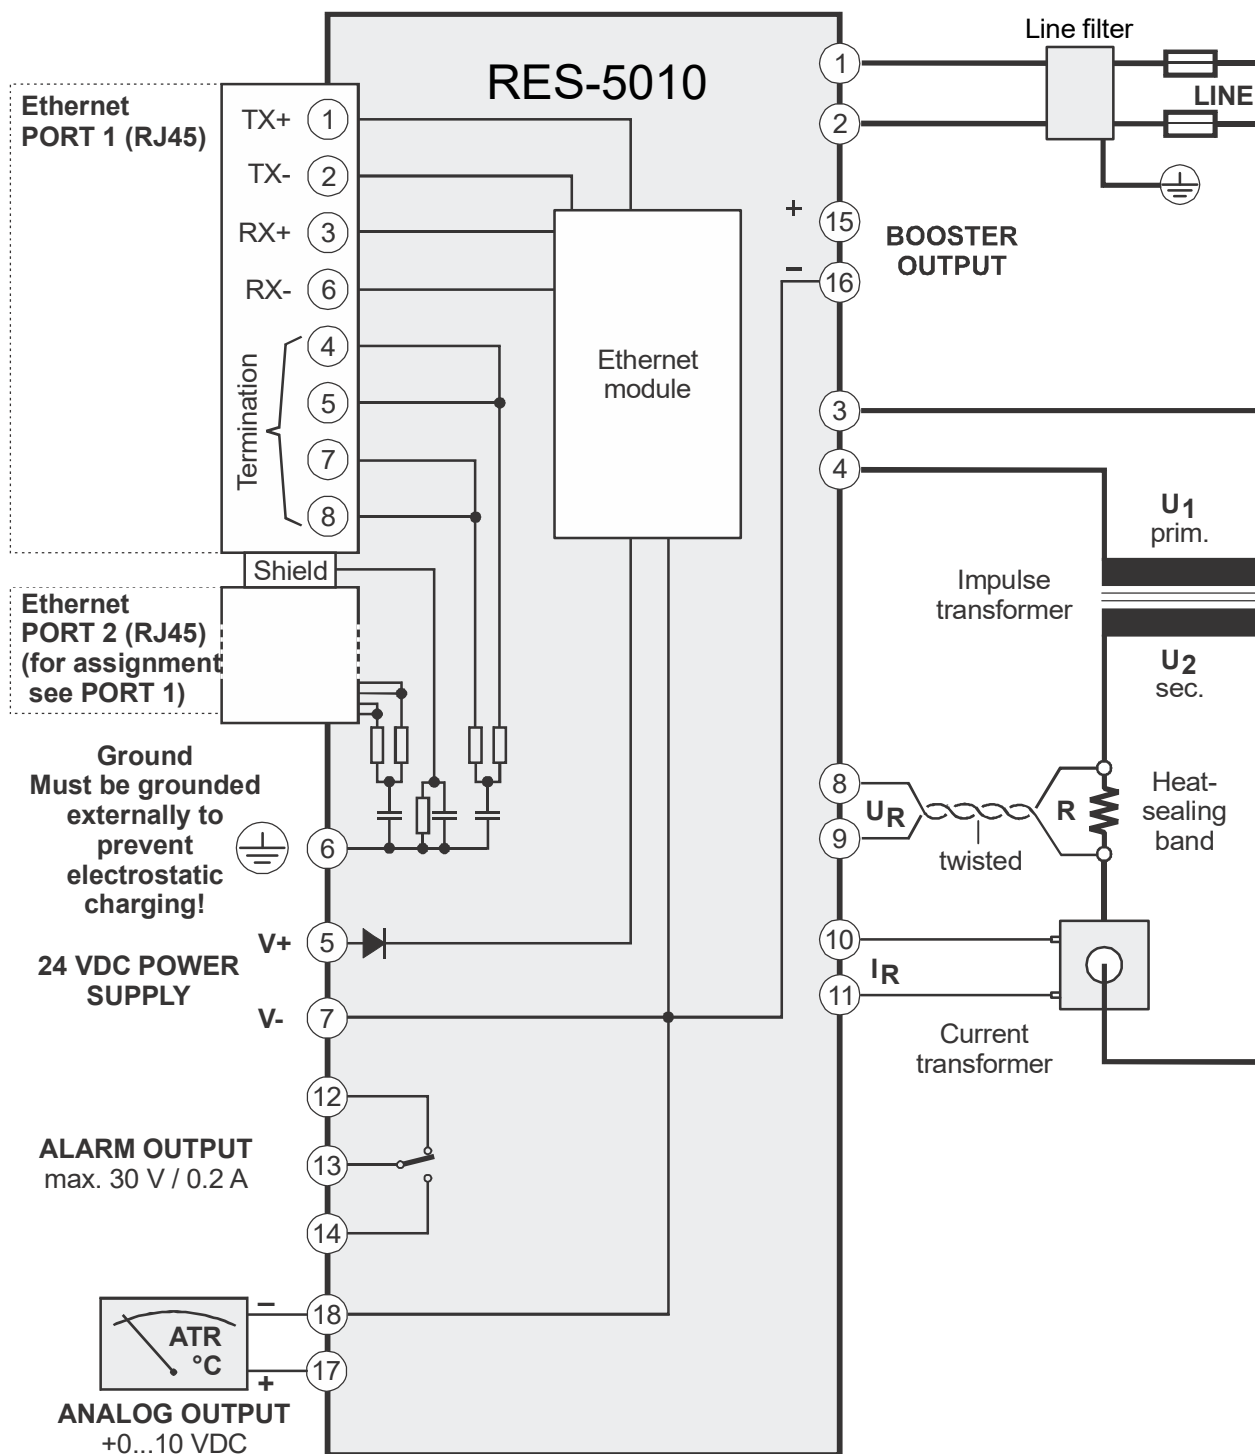 RES-5010
Line filter
LINE
1
2
Ethernet
PORT 1 (RJ45)
TX+ 1
TX- 2
RX+ 3
RX- 6
4
5
7
8
Termination
Shield
Ethernet
module
+
15
−
16
BOOSTER
OUTPUT
3
4
U1
prim.
Impulse
transformer
U2
sec.
Ethernet
PORT 2 (RJ45)
(for assignment
see PORT 1)
Ground
Must be grounded
externally to
prevent
electrostatic
charging!
6
8
9
UR
twisted
R
Heat-
sealing
band
V+ 5
24 VDC POWER
SUPPLY
V- 7
10
11
IR
Current
transformer
12
13
14
ALARM OUTPUT
max. 30 V / 0.2 A
ATR
°C
− 18
+ 17
ANALOG OUTPUT
+0...10 VDC